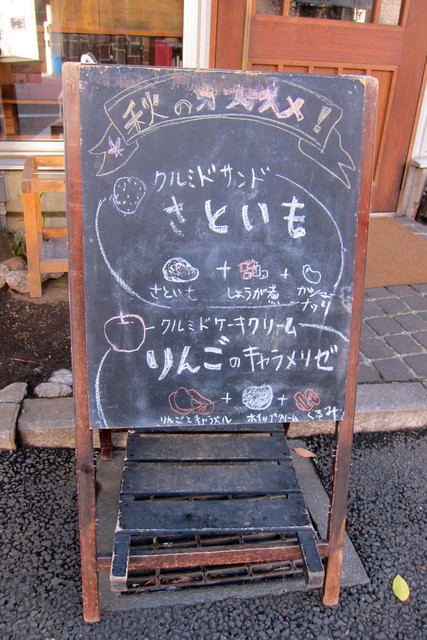 秋のオススメ!
クルミドサンド
さといも
+ +
さといも しょうが煮 カシューナッツ
クルミドケーキクリーム
りんごのキャラメリゼ
+ +
りんごとキャラメル ホイップクリーム くるみ